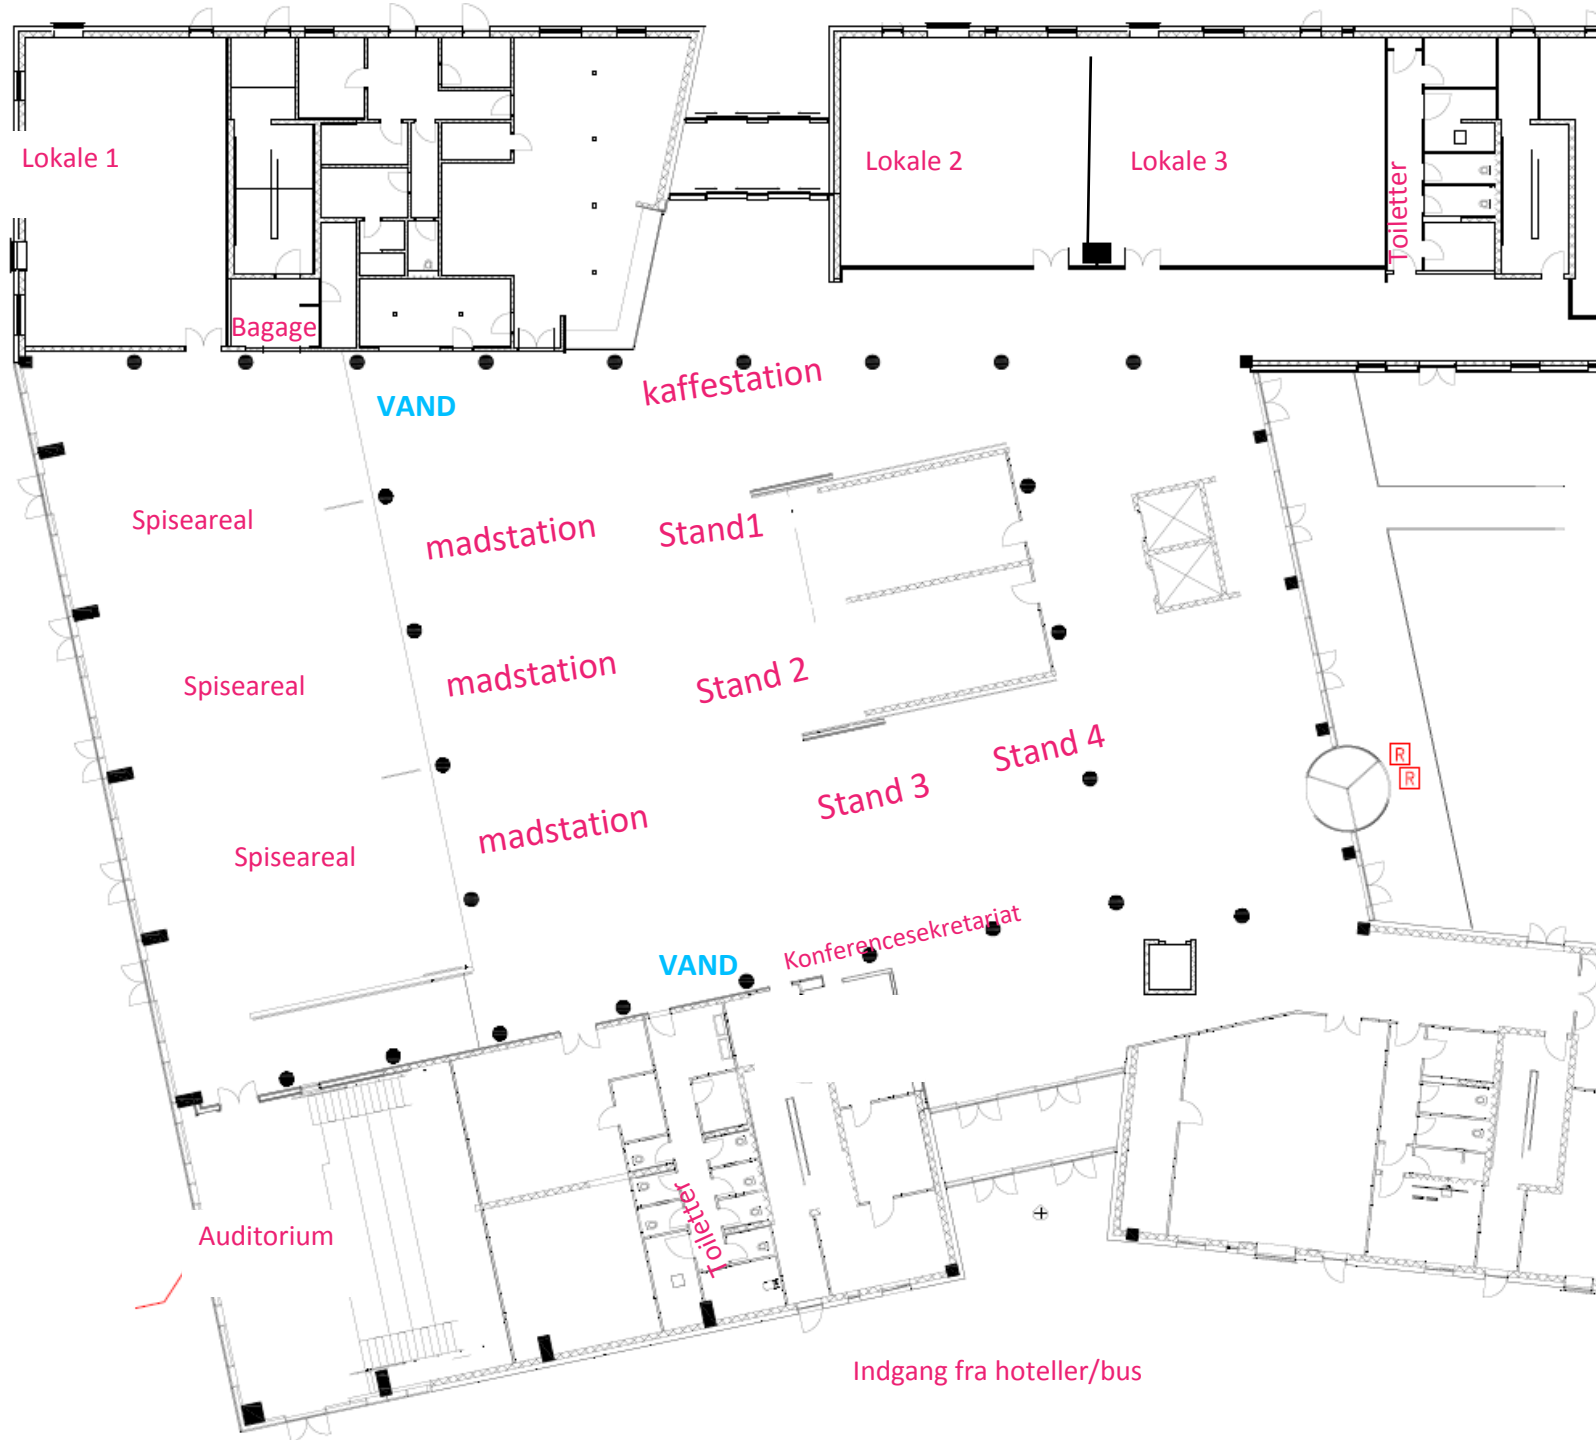 Lokale 1
Lokale 2
Lokale 3
Toiletter
Bagage
kaffestation
VAND
Spiseareal
madstation
Stand1
Spiseareal
madstation
Stand 2
Stand 4
R
R
Spiseareal
madstation
Stand 3
Konferencesekretariat
VAND
Toiletter
Auditorium
Indgang fra hoteller/bus